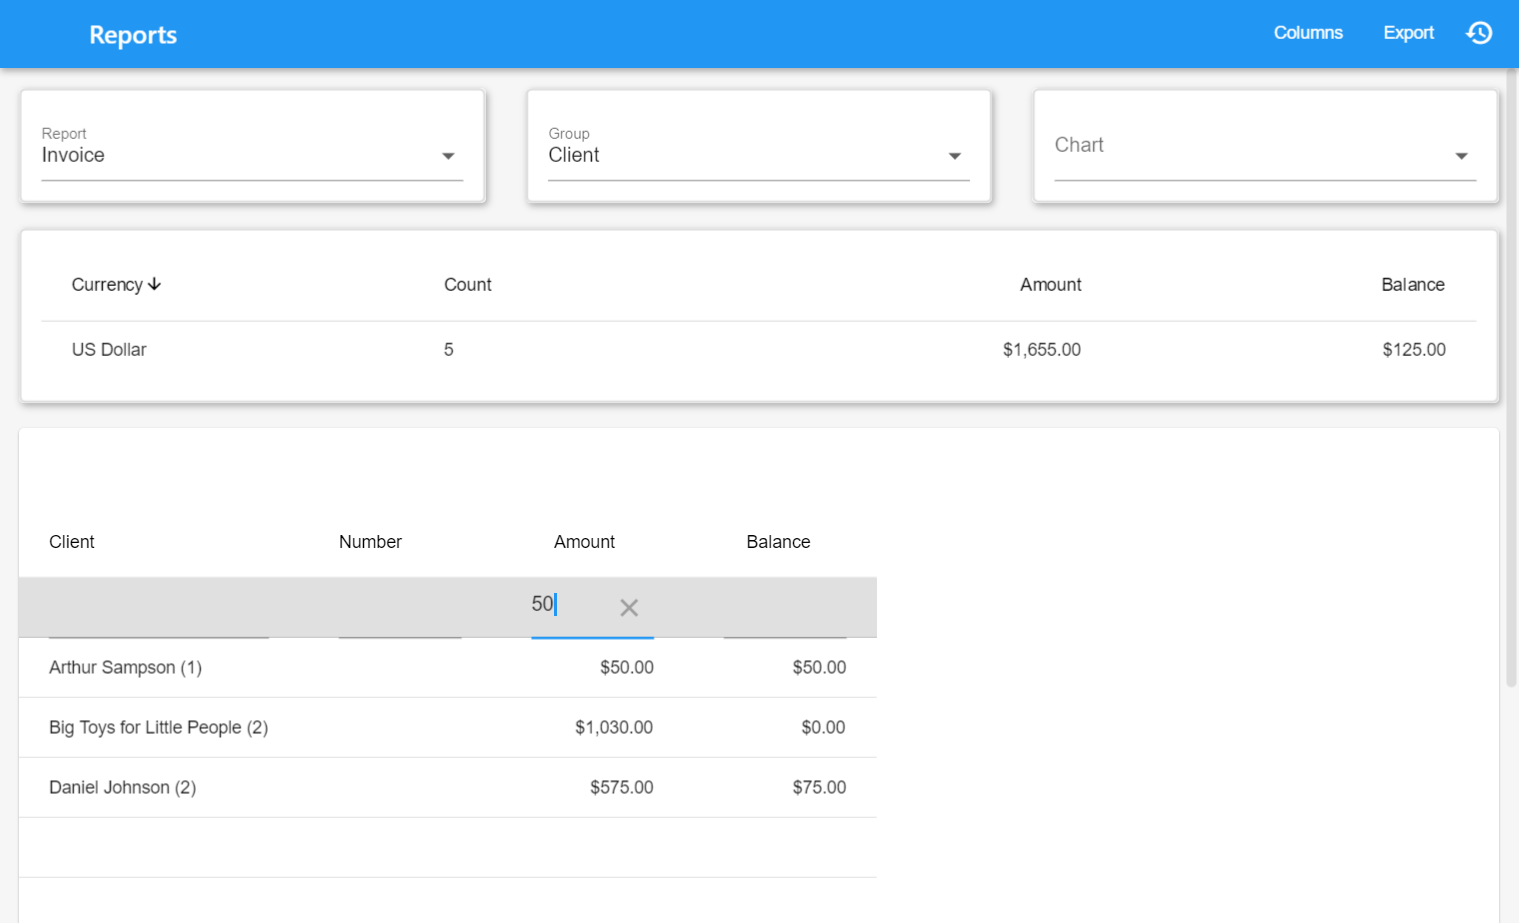 Reports
Columns Export
Report
Invoice
Group
Client
Chart
Currency Count Amount Balance
US Dollar 5 $1,655.00 $125.00
Client Number Amount Balance
50
Arthur Sampson (1) $50.00 $50.00
Big Toys for Little People (2) $1,030.00 $0.00
Daniel Johnson (2) $575.00 $75.00